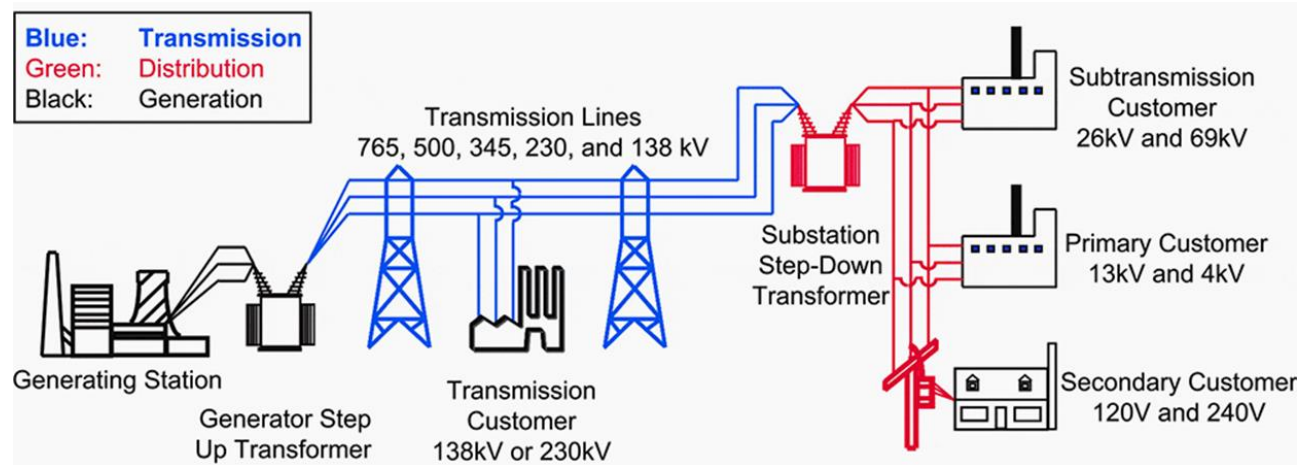 Blue: Transmission
Green: Distribution
Black: Generation
Transmission Lines
765, 500, 345, 230, and 138 kV
Subtransmission
Customer
26kV and 69kV
Substation
Step-Down
Transformer
Primary Customer
13kV and 4kV
Generating Station
Generator Step
Up Transformer
Transmission
Customer
138kV or 230kV
Secondary Customer
120V and 240V